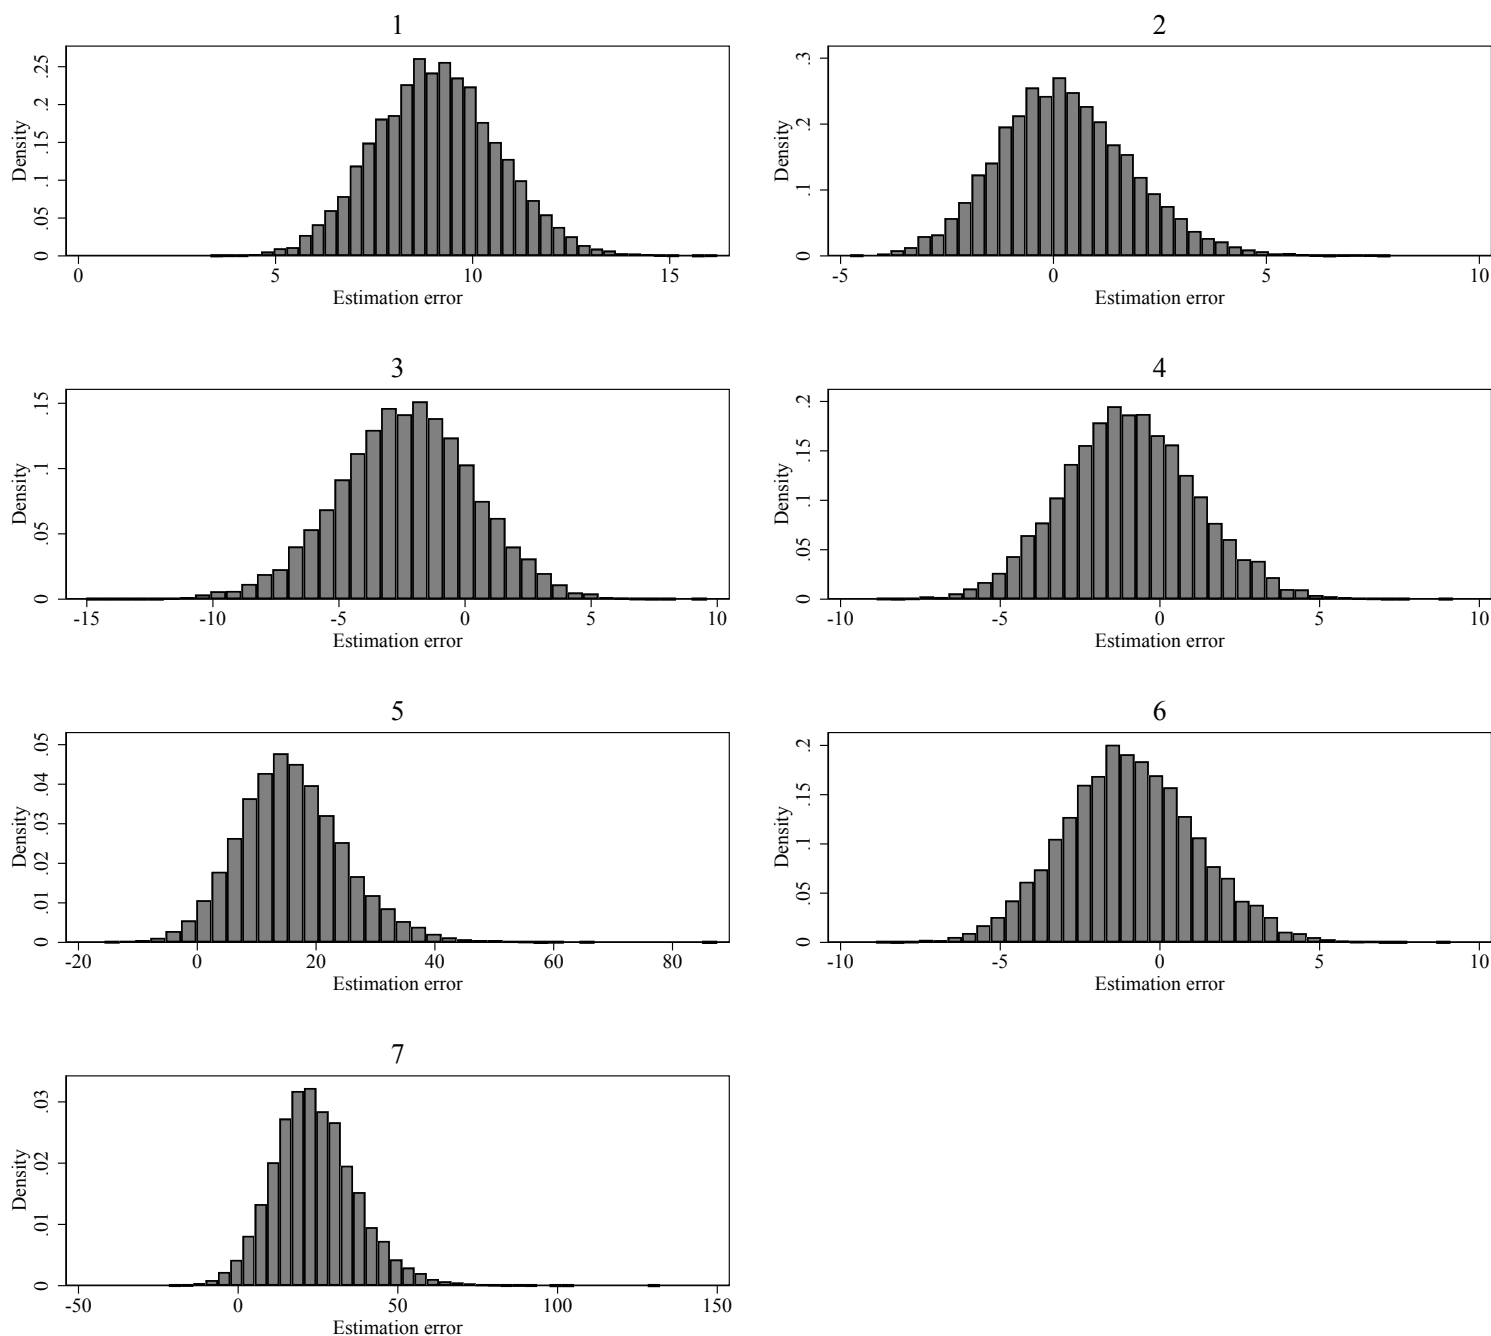 1
Density
0 .05 .1 .15 .2 .25
0 5 10 15
Estimation error
2
Density
0 .1 .2 .3
-5 0 5 10
Estimation error
3
Density
0 .05 .1 .15
-15 -10 -5 0 5 10
Estimation error
4
Density
0 .05 .1 .15 .2
-10 -5 0 5 10
Estimation error
5
Density
0 .01 .02 .03 .04 .05
-20 0 20 40 60 80
Estimation error
6
Density
0 .05 .1 .15 .2
-10 -5 0 5 10
Estimation error
7
Density
0 .01 .02 .03
-50 0 50 100 150
Estimation error